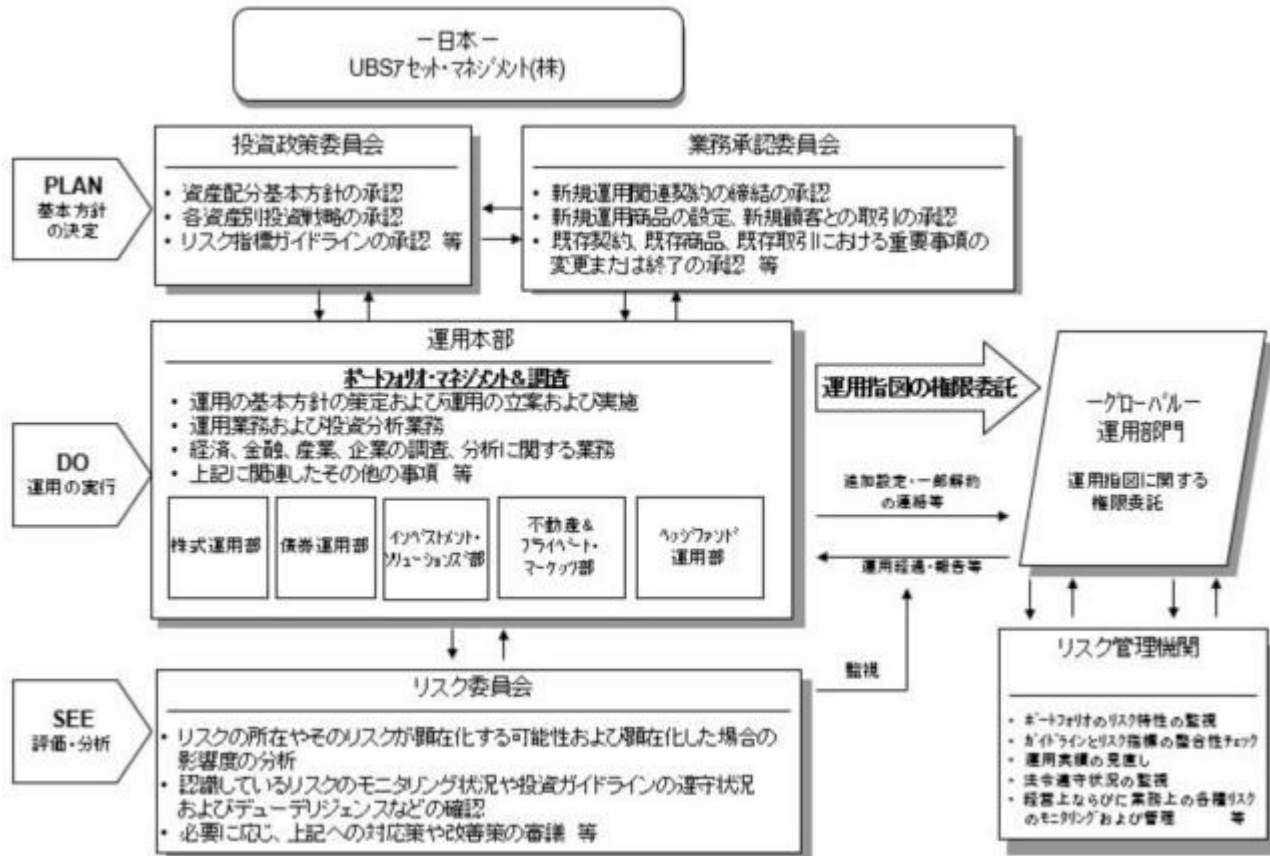 －日本－
UBSアセット・マネジメント(株)
投資政策委員会
・ 資産配分基本方針の承認
・ 各資産別投資戦略の承認
・ リスク指標ガイドラインの承認 等
業務承認委員会
・ 新規運用関連契約の締結の承認
・ 新規運用商品の設定、新規顧客との取引の承認
・ 既存契約、既存商品、既存取引における重要事項の
変更または終了の承認 等
PLAN
基本方針
の決定
運用本部
ポートフォリオ・マネジメント&調査
・ 運用の基本方針の策定および運用の立案および実施
・ 運用業務および投資分析業務
・ 経済、金融、産業、企業の調査、分析に関する業務
・ 上記に関連したその他の事項 等
DO
運用の実行
株式運用部
債券運用部
インベストメント・
ソリューションズ部
不動産&
プライベート・
マーケッツ部
ヘッジファンド
運用部
運用指図の権限委託
追加設定・一部解約
の連絡等
運用経過・報告等
－グローバル－
運用部門
運用指図に関する
権限委託
SEE
評価・分析
リスク委員会
・ リスクの所在やそのリスクが顕在化する可能性および顕在化した場合の
影響度の分析
・ 認識しているリスクのモニタリング状況や投資ガイドラインの遵守状況
およびデューデリジェンスなどの確認
・ 必要に応じ、上記への対応策や改善策の審議 等
監視
リスク管理機関
・ ポートフォリオのリスク特性の監視
・ ガイドラインとリスク指標の整合性チェック
・ 運用実績の見直し
・ 法令遵守状況の監視
・ 経営上ならびに業務上の各種リスク
のモニタリングおよび管理 等